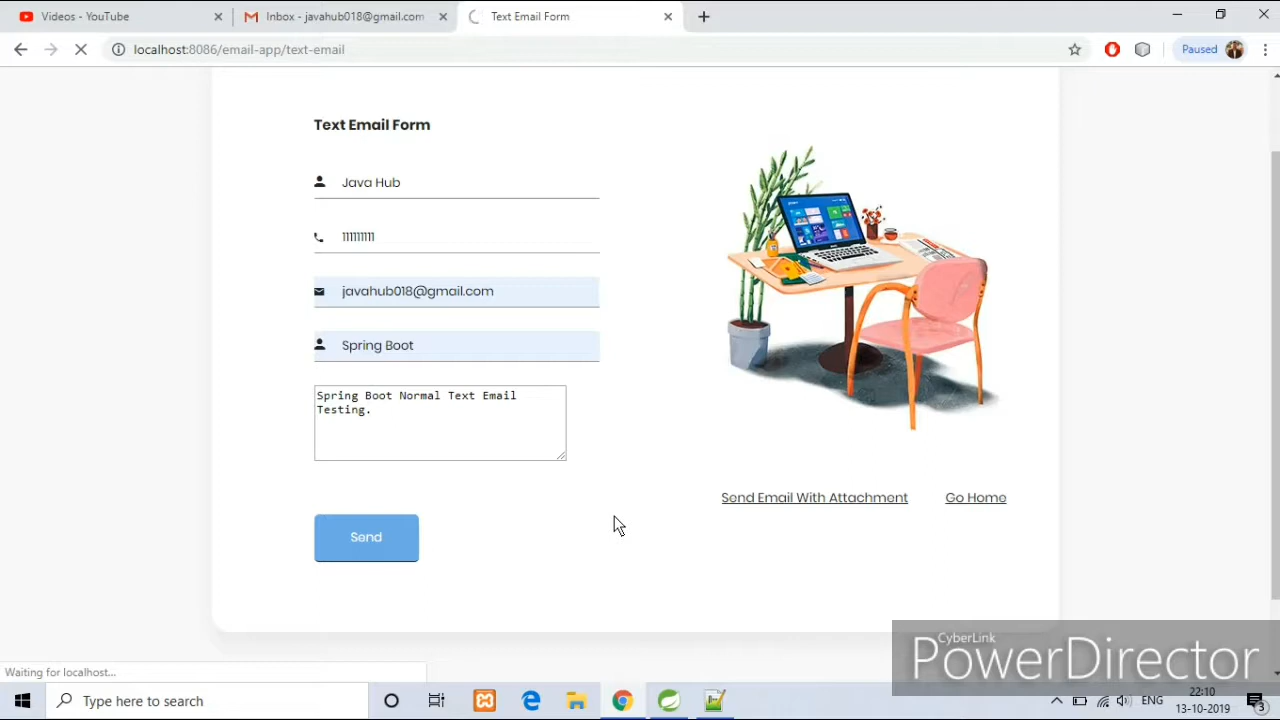 Videos - YouTube
Inbox - javahub018@gmail.com
Text Email Form
localhost:8086/email-app/text-email
Paused
Text Email Form
Java Hub
111111111
javahub018@gmail.com
Spring Boot
Spring Boot Normal Text Email
Testing.
Send Email With Attachment
Go Home
Send
CyberLink
PowerDirector
Waiting for localhost...
Type here to search
ENG
22:10
13-10-2019
3